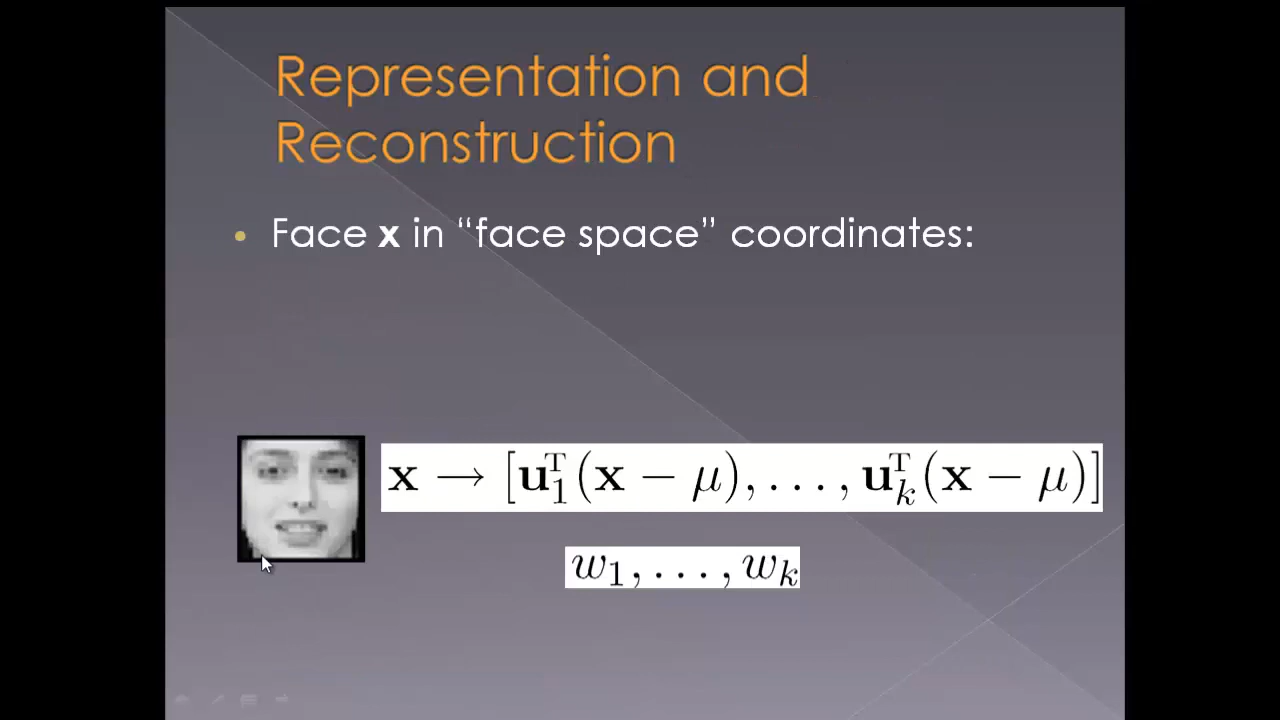 Representation and
Reconstruction
• Face x in “face space” coordinates:
x → [u₁ᵀ(x − μ), . . . , uₖᵀ(x − μ)]
w₁, . . . , wₖ